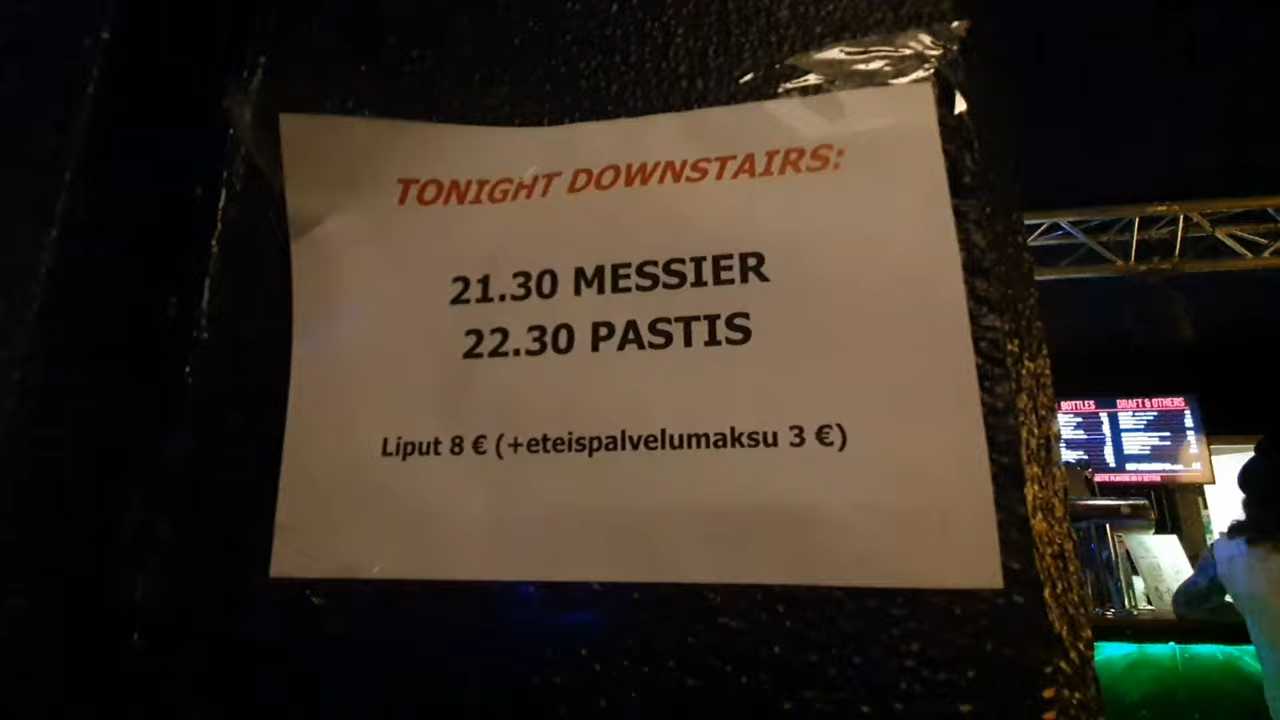 TONIGHT DOWNSTAIRS:
21.30 MESSIER
22.30 PASTIS
Liput 8 € (+eteispalvelumaksu 3 €)
BOTTLES
DRAFT & OTHERS